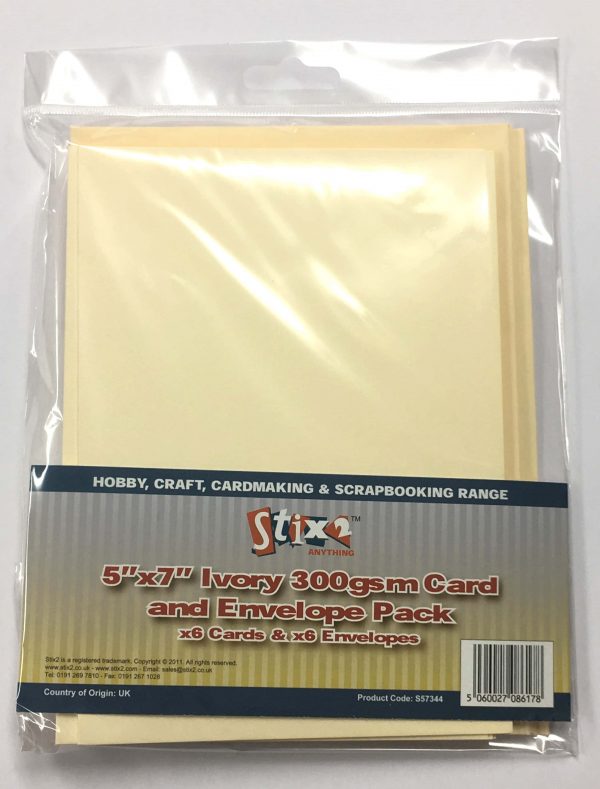 HOBBY, CRAFT, CARDMAKING & SCRAPBOOKING RANGE
Stix2™
ANYTHING
5"x7" Ivory 300gsm Card
and Envelope Pack
x6 Cards & x6 Envelopes
Stix2 is a registered trademark. Copyright © 2011. All rights reserved.
www.stix2.co.uk - www.stix2.com - Email: sales@stix2.co.uk
Tel: 0191 269 7810 - Fax: 0191 267 1028
Country of Origin: UK
Product Code: S57344
5 060027 086178